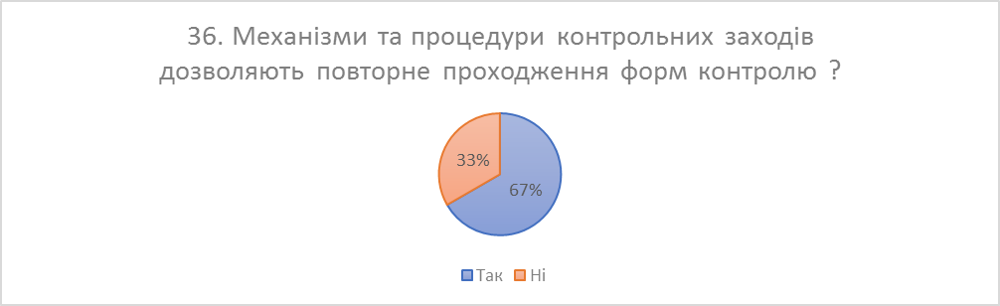 36. Механізми та процедури контрольних заходів
дозволяють повторне проходження форм контролю ?
33%
67%
Так Ні